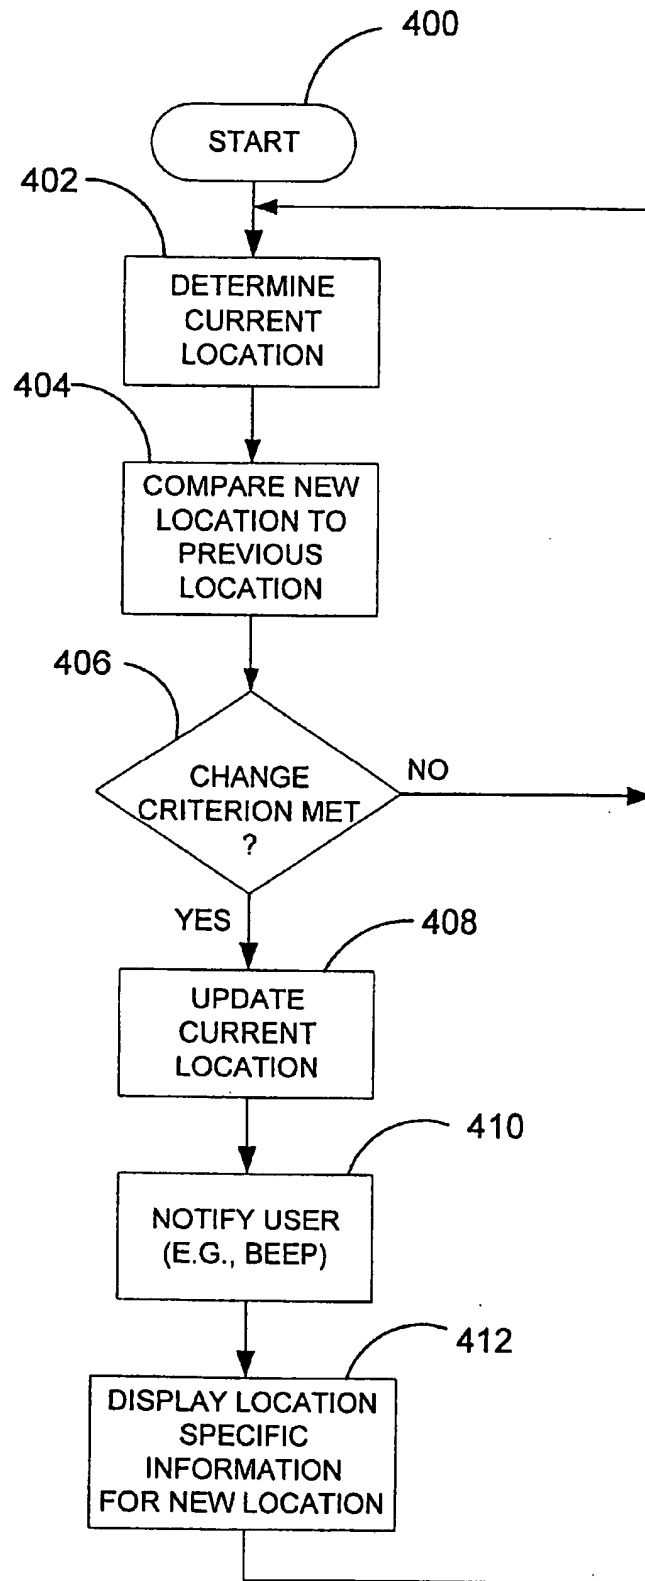 400
START
402
DETERMINE
CURRENT
LOCATION
404
COMPARE NEW
LOCATION TO
PREVIOUS
LOCATION
406
CHANGE
CRITERION MET
?
NO
YES
408
UPDATE
CURRENT
LOCATION
410
NOTIFY USER
(E.G., BEEP)
412
DISPLAY LOCATION
SPECIFIC
INFORMATION
FOR NEW LOCATION